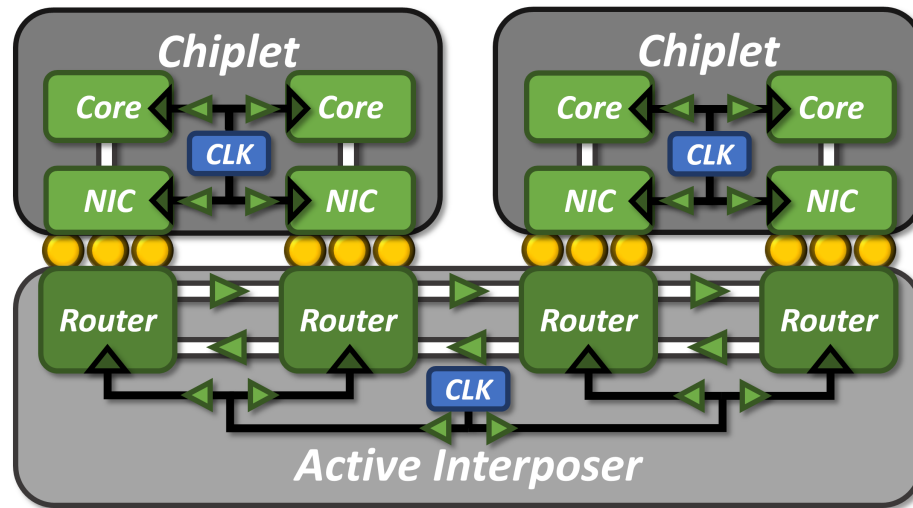 Chiplet
Chiplet
Core
Core
Core
Core
CLK
CLK
NIC
NIC
NIC
NIC
Router
Router
Router
Router
CLK
Active Interposer